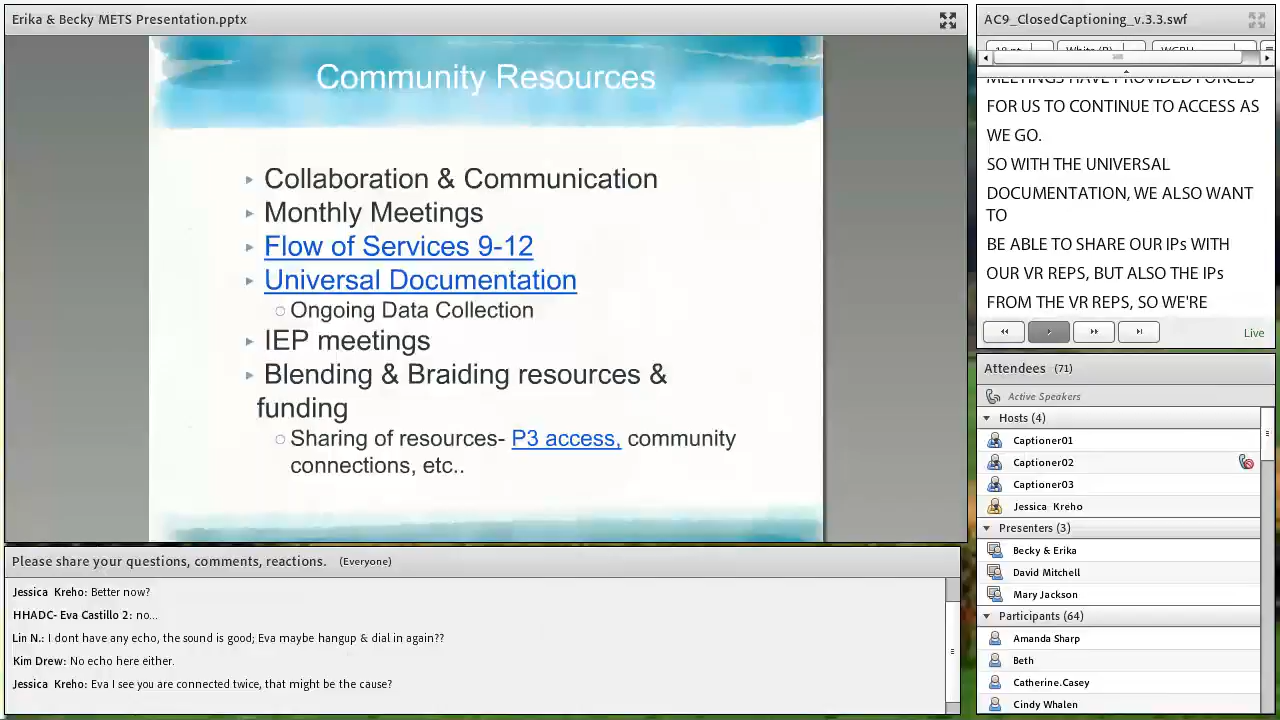 Erika & Becky METS Presentation.pptx
Community Resources
Collaboration & Communication
Monthly Meetings
Flow of Services 9-12
Universal Documentation
Ongoing Data Collection
IEP meetings
Blending & Braiding resources &
funding
Sharing of resources- P3 access, community
connections, etc..
Please share your questions, comments, reactions. (Everyone)
Jessica Kreho: Better now?
HHADC- Eva Castillo 2: no...
Lin N.: I dont have any echo, the sound is good; Eva maybe hangup & dial in again??
Kim Drew: No echo here either.
Jessica Kreho: Eva I see you are connected twice, that might be the cause?
AC9_ClosedCaptioning_v.3.3.swf
MEETINGS HAVE PROVIDED FORCES
FOR US TO CONTINUE TO ACCESS AS
WE GO.
SO WITH THE UNIVERSAL
DOCUMENTATION, WE ALSO WANT
TO
BE ABLE TO SHARE OUR IPs WITH
OUR VR REPS, BUT ALSO THE IPs
FROM THE VR REPS, SO WE'RE
Live
Attendees (71)
Active Speakers
Hosts (4)
Captioner01
Captioner02
Captioner03
Jessica Kreho
Presenters (3)
Becky & Erika
David Mitchell
Mary Jackson
Participants (64)
Amanda Sharp
Beth
Catherine.Casey
Cindy Whalen